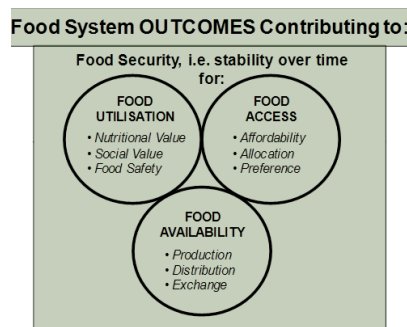 Food System OUTCOMES Contributing to:
Food Security, i.e. stability over time
for:
FOOD
UTILISATION
• Nutritional Value
• Social Value
• Food Safety
FOOD
ACCESS
• Affordability
• Allocation
• Preference
FOOD
AVAILABILITY
• Production
• Distribution
• Exchange